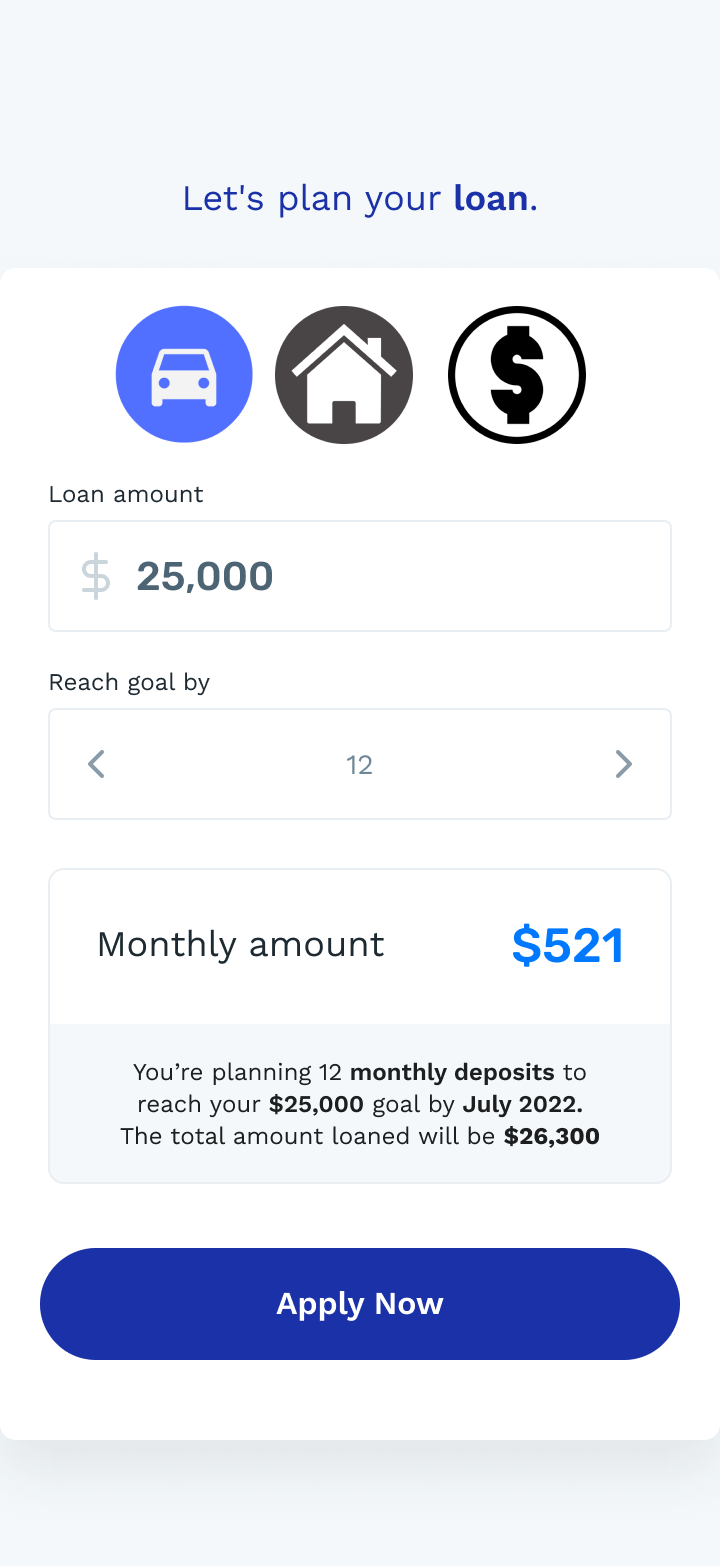 Let's plan your loan.
$
Loan amount
$ 25,000
Reach goal by
12
Monthly amount $521
You’re planning 12 monthly deposits to
reach your $25,000 goal by July 2022.
The total amount loaned will be $26,300
Apply Now